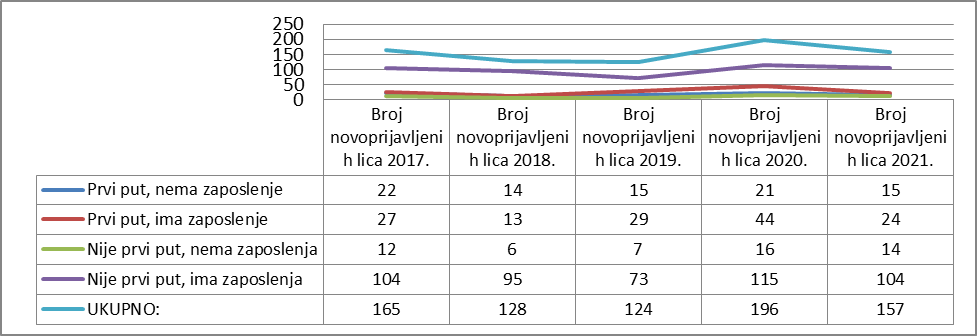 250
200
150
100
50
0
Broj novoprijavljeni h lica 2017. Broj novoprijavljeni h lica 2018. Broj novoprijavljeni h lica 2019. Broj novoprijavljeni h lica 2020. Broj novoprijavljeni h lica 2021.
Prvi put, nema zaposlenje 22 14 15 21 15
Prvi put, ima zaposlenje 27 13 29 44 24
Nije prvi put, nema zaposlenja 12 6 7 16 14
Nije prvi put, ima zaposlenja 104 95 73 115 104
UKUPNO: 165 128 124 196 157